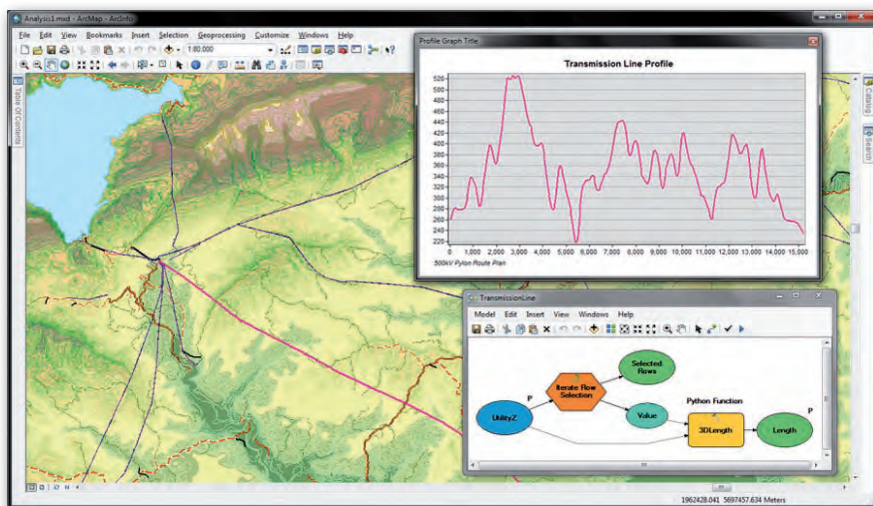 Analysis1.mxd - ArcMap - ArcInfo
File Edit View Bookmarks Insert Selection Geoprocessing Customize Windows Help
1:80,000
Table Of Contents
Catalog
Search
Profile Graph Title
Transmission Line Profile
520
500
480
460
440
420
400
380
360
340
320
300
280
260
240
220
0 1,000 2,000 3,000 4,000 5,000 6,000 7,000 8,000 9,000 10,000 11,000 12,000 13,000 14,000 15,000
500kV Pylon Route Plan
TransmissionLine
Model Edit Insert View Windows Help
Selected
Rows
P
Iterate Row
Selection
Python Function
UtilityZ
Value
3DLength
P
Length
1962428.041 5697457.634 Meters